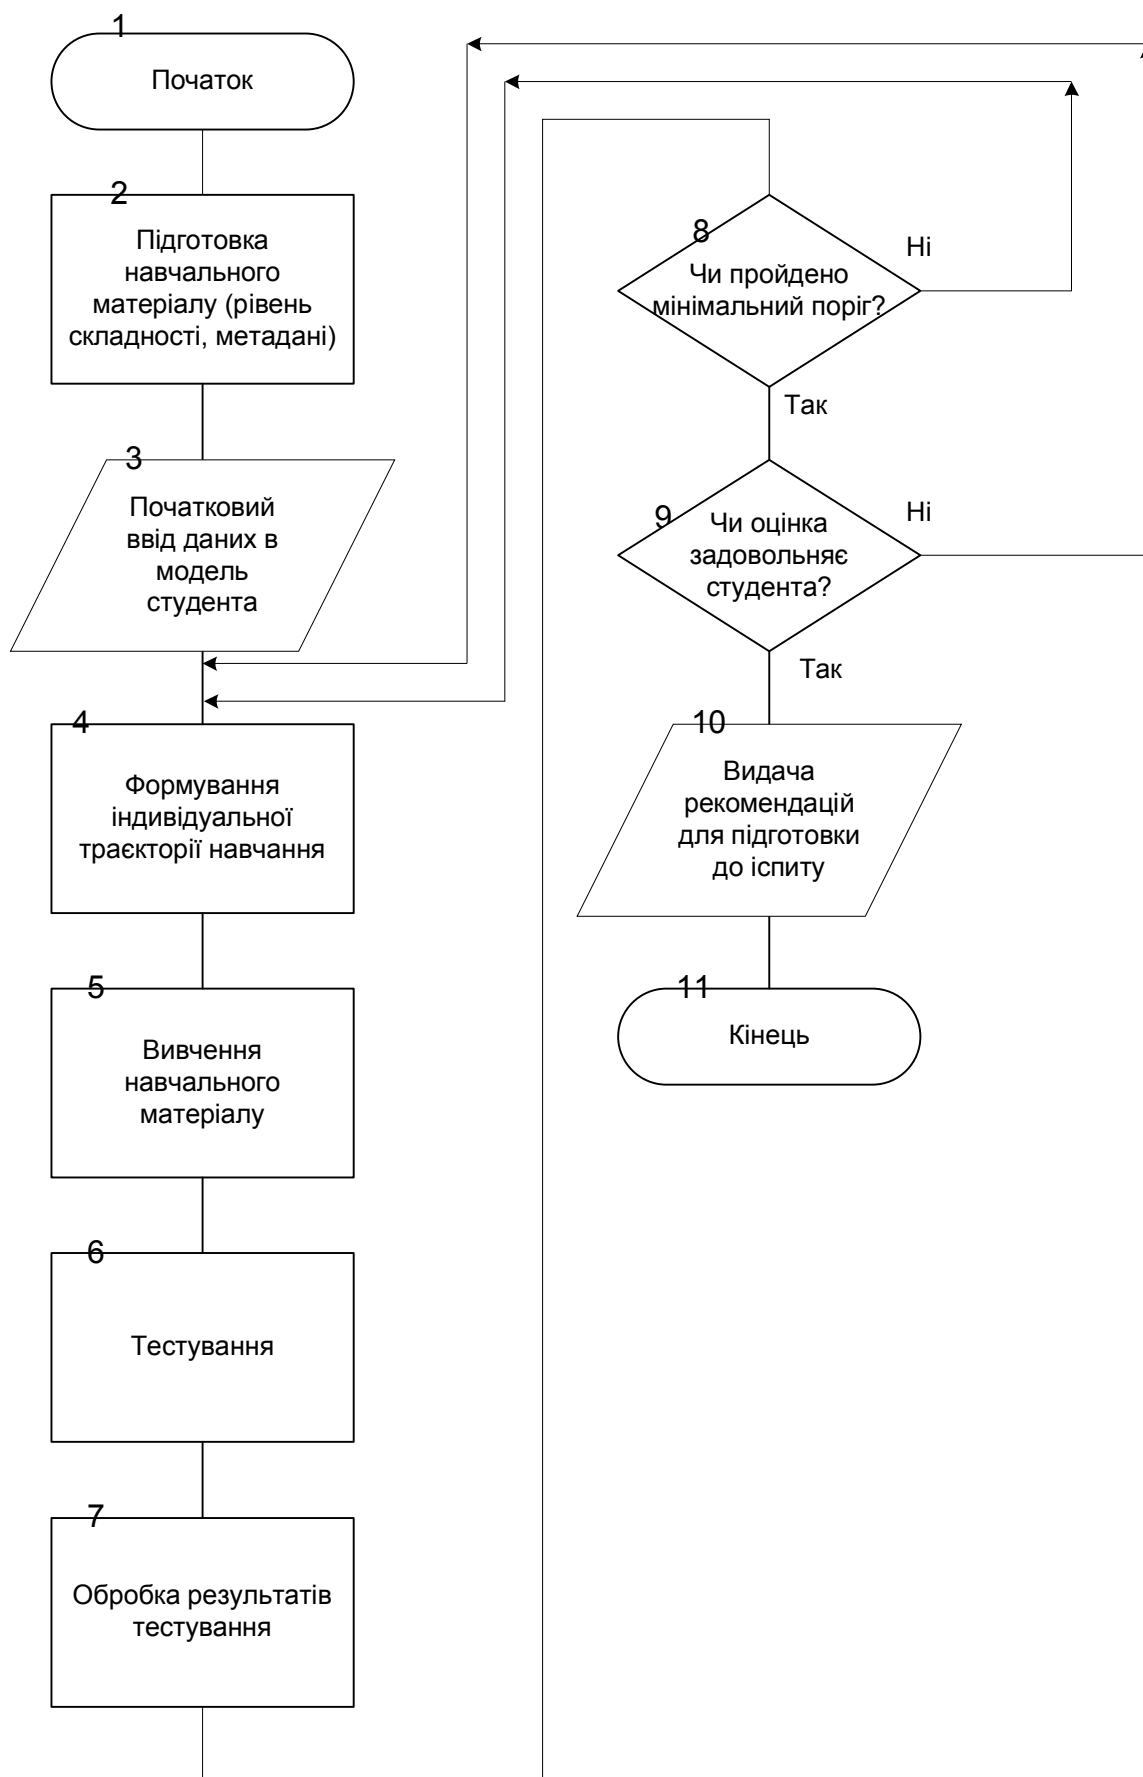 1
Початок
2
Підготовка
навчального
матеріалу (рівень
складності, метадані)
3
Початковий
ввід даних в
модель
студента
4
Формування
індивідуальної
траєкторії навчання
5
Вивчення
навчального
матеріалу
6
Тестування
7
Обробка результатів
тестування
8
Чи пройдено
мінімальний поріг?
Ні
Так
9
Чи оцінка
задовольняє
студента?
Ні
Так
10
Видача
рекомендацій
для підготовки
до іспиту
11
Кінець